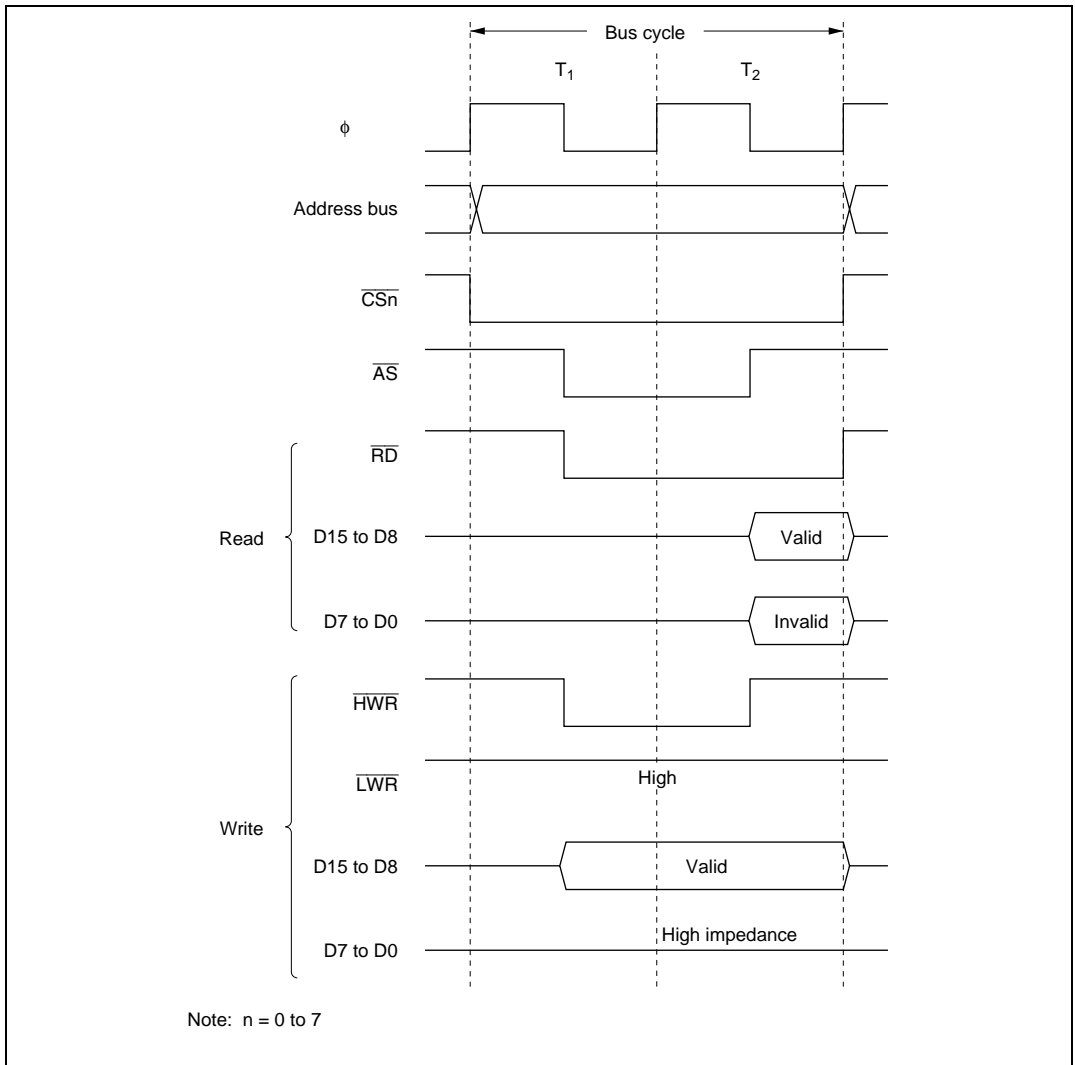 Bus cycle
T1 T2
ϕ
Address bus
CSn
AS
RD
Read
D15 to D8
Valid
D7 to D0
Invalid
HWR
LWR
High
Write
D15 to D8
Valid
D7 to D0
High impedance
Note: n = 0 to 7